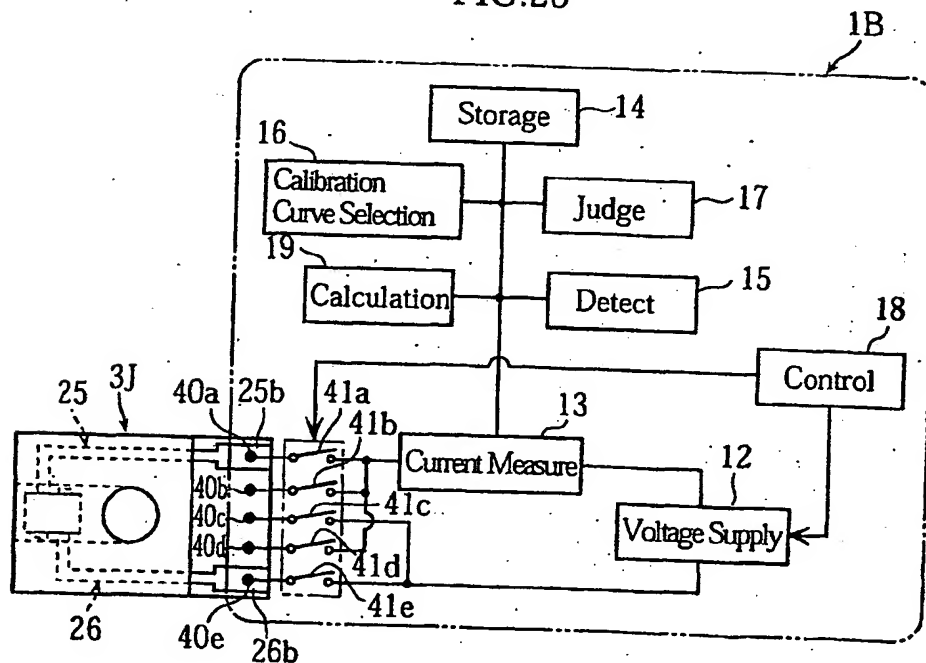 FIG.26
1B
Storage
14
16
Calibration
Curve Selection
Judge
17
19
Calculation
Detect
15
18
Control
3J
25
40a
25b
41a
41b
13
Current Measure
12
Voltage Supply
40b
40c
41c
40d
41d
41e
26
40e
26b